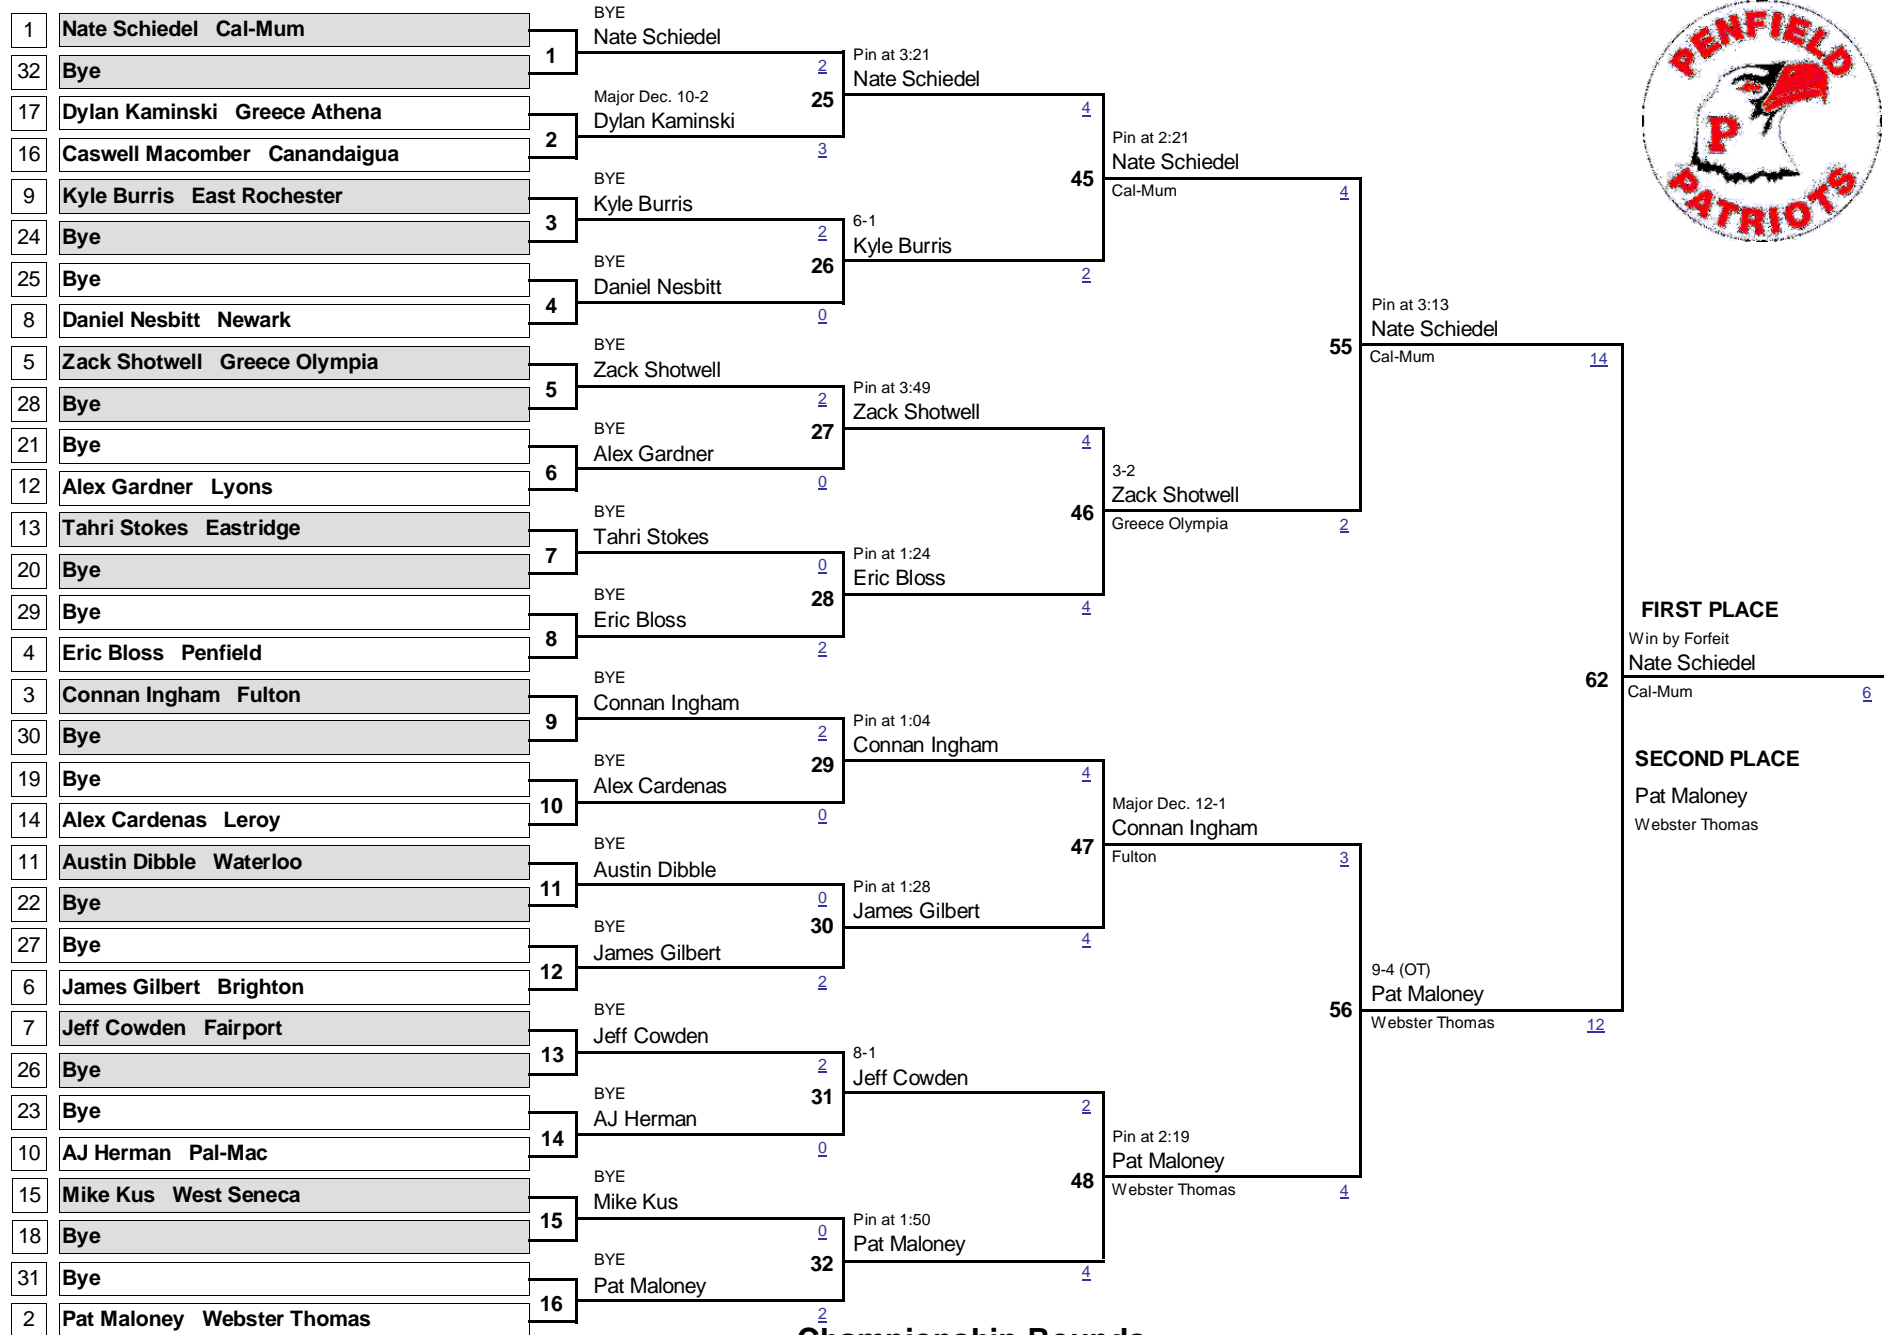 1 Nate Schiedel Cal-Mum
32 Bye
17 Dylan Kaminski Greece Athena
16 Caswell Macomber Canandaigua
9 Kyle Burris East Rochester
24 Bye
25 Bye
8 Daniel Nesbitt Newark
5 Zack Shotwell Greece Olympia
28 Bye
21 Bye
12 Alex Gardner Lyons
13 Tahri Stokes Eastridge
20 Bye
29 Bye
4 Eric Bloss Penfield
3 Connan Ingham Fulton
30 Bye
19 Bye
14 Alex Cardenas Leroy
11 Austin Dibble Waterloo
22 Bye
27 Bye
6 James Gilbert Brighton
7 Jeff Cowden Fairport
26 Bye
23 Bye
10 AJ Herman Pal-Mac
15 Mike Kus West Seneca
18 Bye
31 Bye
2 Pat Maloney Webster Thomas
1
2
3
4
5
6
7
8
9
10
11
12
13
14
15
16
BYE
Nate Schiedel
2
Major Dec. 10-2
Dylan Kaminski
3
BYE
Kyle Burris
2
BYE
Daniel Nesbitt
0
BYE
Zack Shotwell
2
BYE
Alex Gardner
0
BYE
Tahri Stokes
0
BYE
Eric Bloss
2
BYE
Connan Ingham
2
BYE
Alex Cardenas
0
BYE
Austin Dibble
0
BYE
James Gilbert
2
BYE
Jeff Cowden
2
BYE
AJ Herman
0
BYE
Mike Kus
0
BYE
Pat Maloney
2
25
26
27
28
29
30
31
32
Pin at 3:21
Nate Schiedel
4
6-1
Kyle Burris
2
Pin at 3:49
Zack Shotwell
4
Pin at 1:24
Eric Bloss
4
Pin at 1:04
Connan Ingham
4
Pin at 1:28
James Gilbert
4
8-1
Jeff Cowden
2
Pin at 1:50
Pat Maloney
4
45
46
47
48
Pin at 2:21
Nate Schiedel
Cal-Mum
4
3-2
Zack Shotwell
Greece Olympia
2
Major Dec. 12-1
Connan Ingham
Fulton
3
Pin at 2:19
Pat Maloney
Webster Thomas
4
55
56
Pin at 3:13
Nate Schiedel
Cal-Mum
14
9-4 (OT)
Pat Maloney
Webster Thomas
12
62
FIRST PLACE
Win by Forfeit
Nate Schiedel
Cal-Mum
6
SECOND PLACE
Pat Maloney
Webster Thomas
PENFIELD
P
PATRIOTS
Championship Rounds